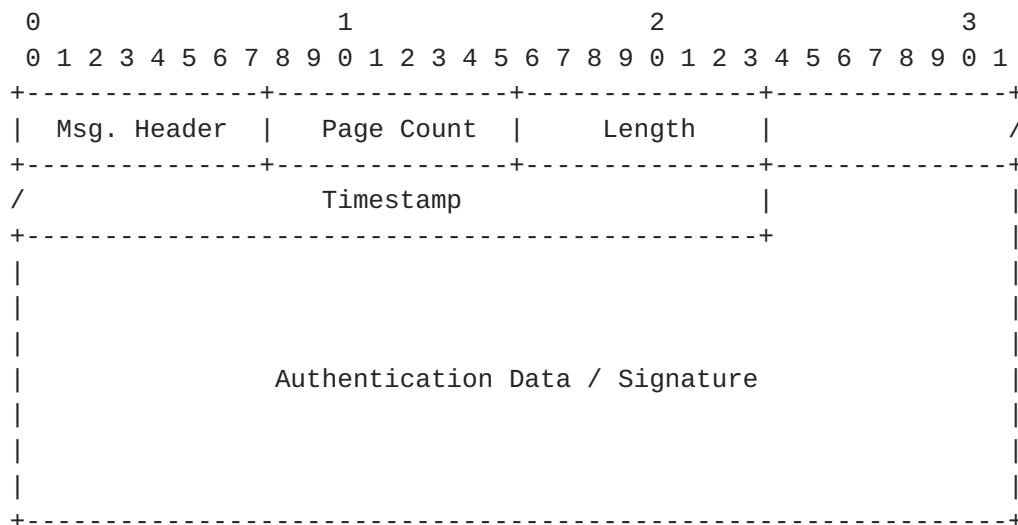 0                   1                   2                   3
 0 1 2 3 4 5 6 7 8 9 0 1 2 3 4 5 6 7 8 9 0 1 2 3 4 5 6 7 8 9 0 1
+---------------+---------------+---------------+---------------+
|  Msg. Header  |   Page Count  |     Length    |               /
+---------------+---------------+---------------+---------------+
/                   Timestamp                   |               |
+-----------------------------------------------+               |
|                                                               |
|                                                               |
|                                                               |
|                Authentication Data / Signature                |
|                                                               |
|                                                               |
|                                                               |
+---------------------------------------------------------------+